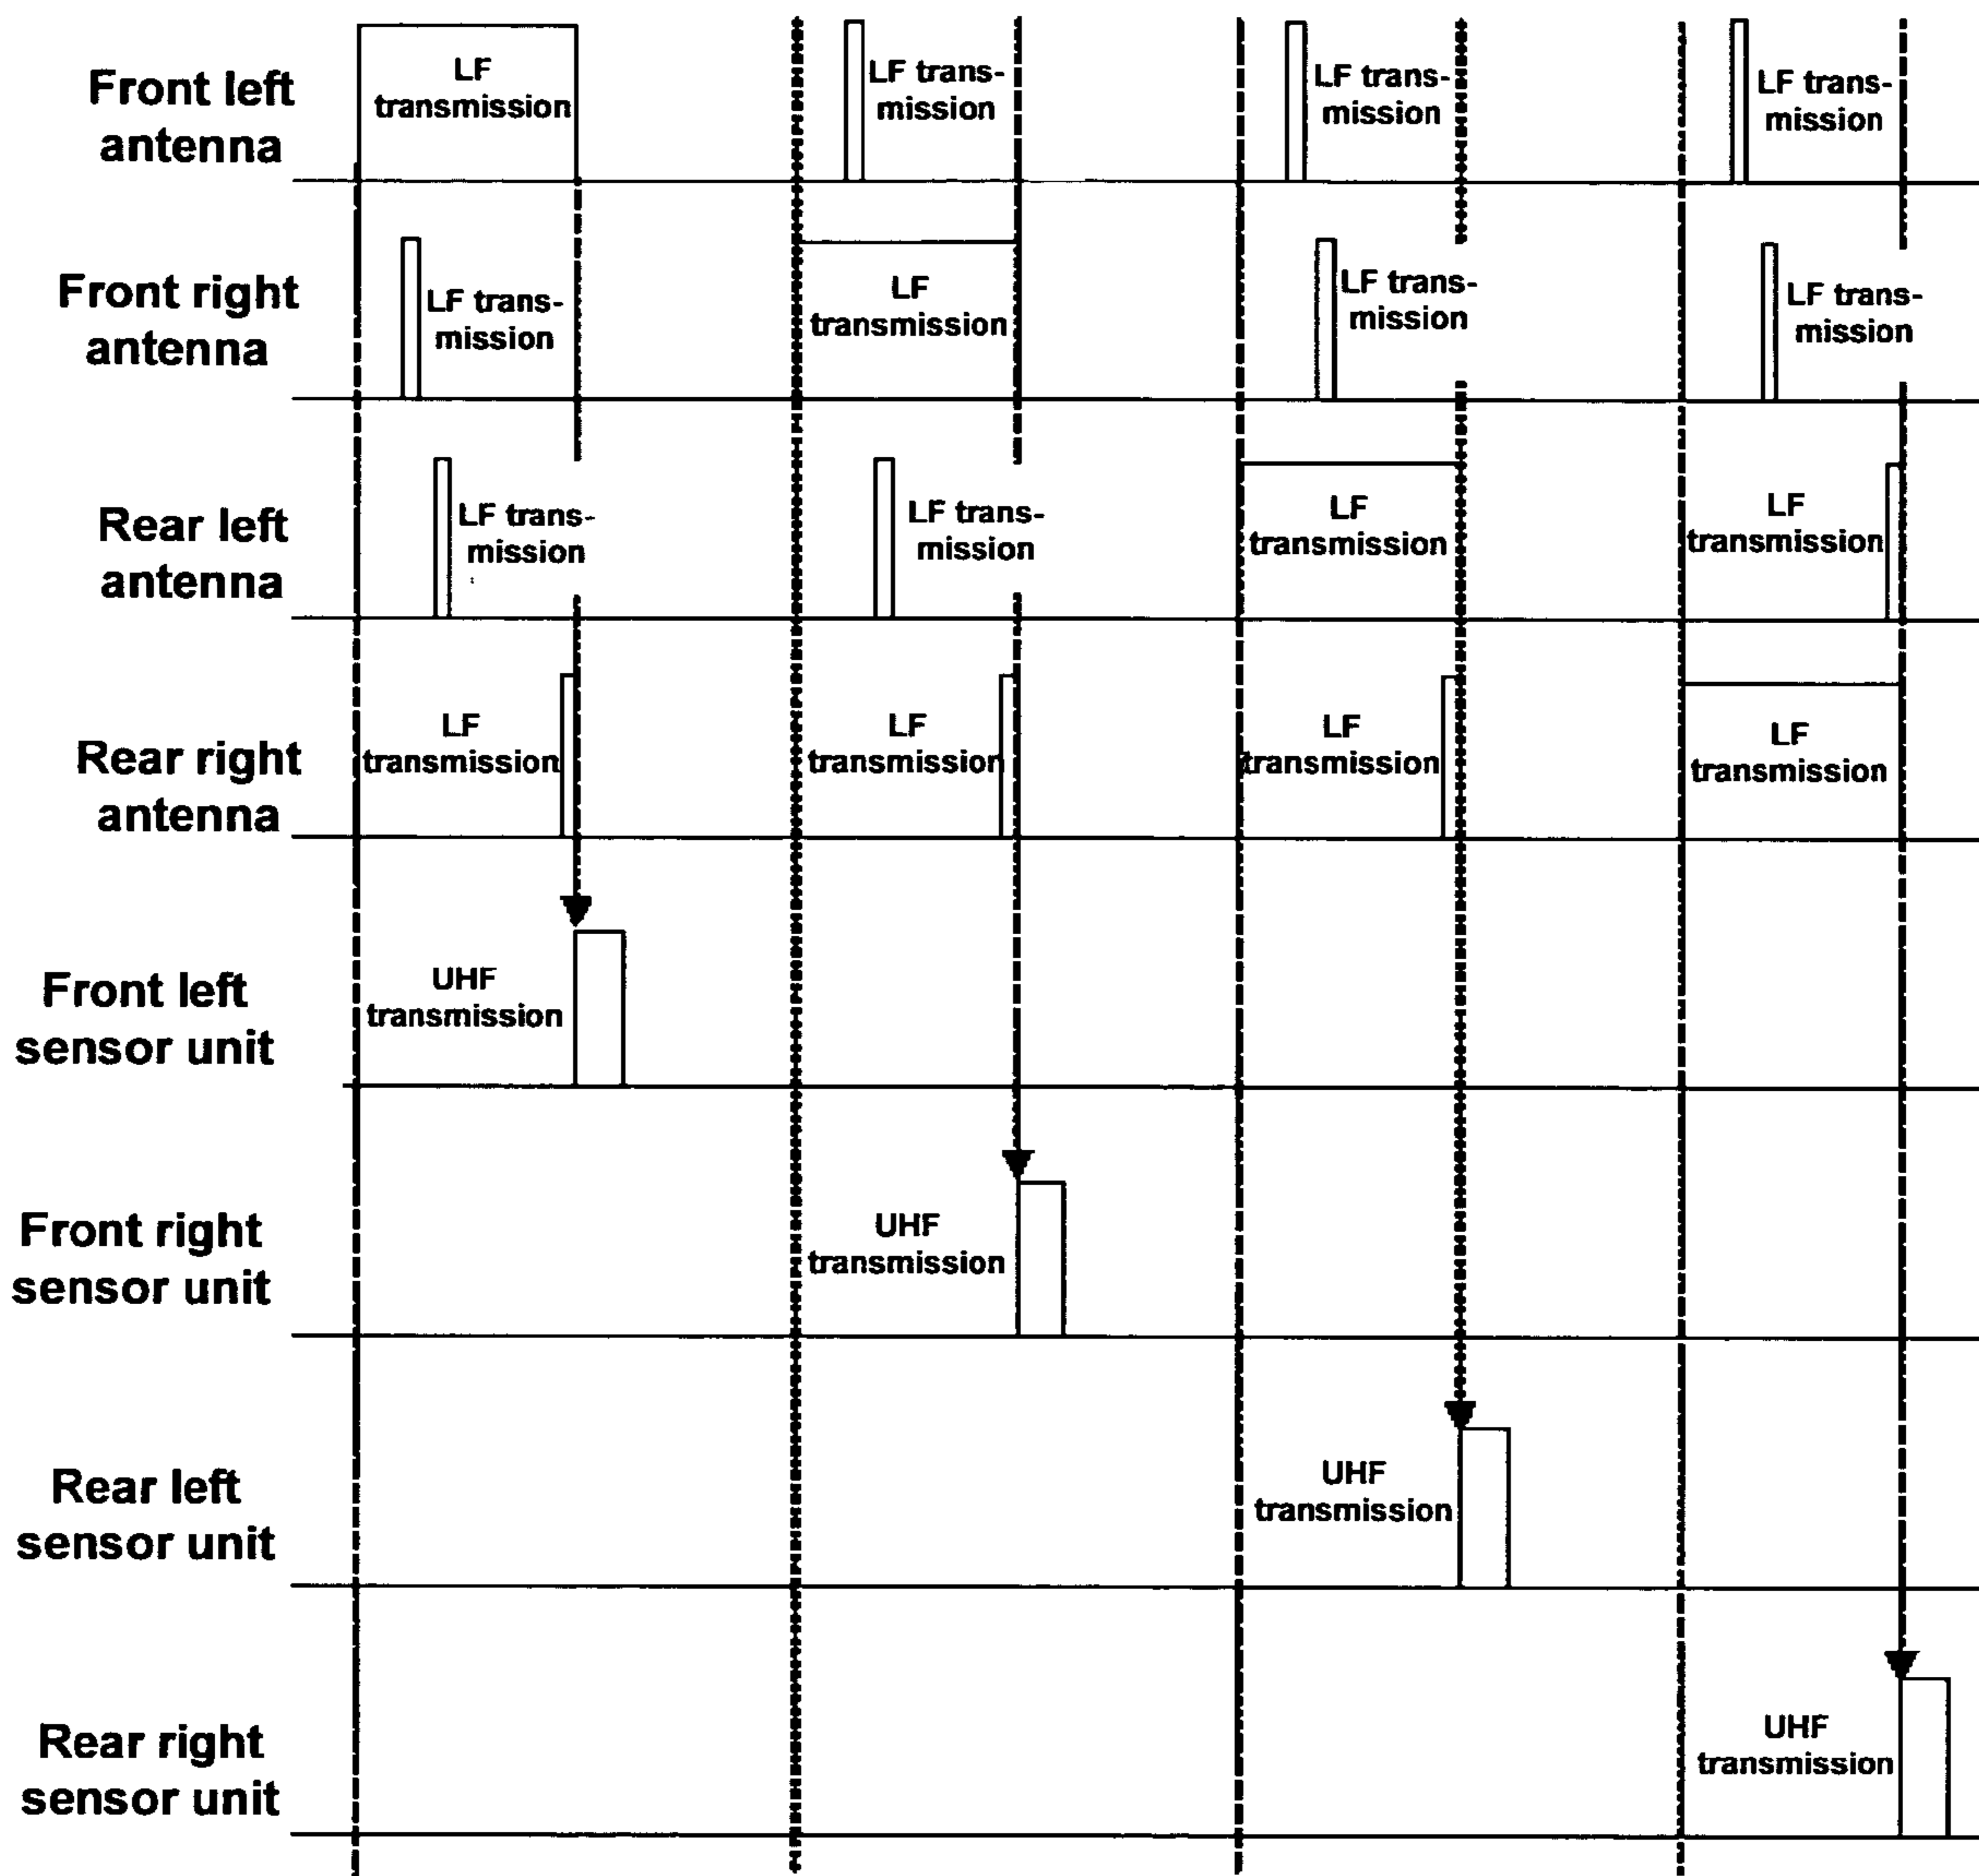 Front left
antenna
LF
transmission
LF trans-
mission
LF trans-
mission
LF trans-
mission
Front right
antenna
LF trans-
mission
LF
transmission
LF trans-
mission
LF trans-
mission
Rear left
antenna
LF trans-
mission
LF trans-
mission
LF
transmission
LF
transmission
Rear right
antenna
LF
transmission
LF
transmission
LF
transmission
LF
transmission
Front left
sensor unit
UHF
transmission
Front right
sensor unit
UHF
transmission
Rear left
sensor unit
UHF
transmission
Rear right
sensor unit
UHF
transmission